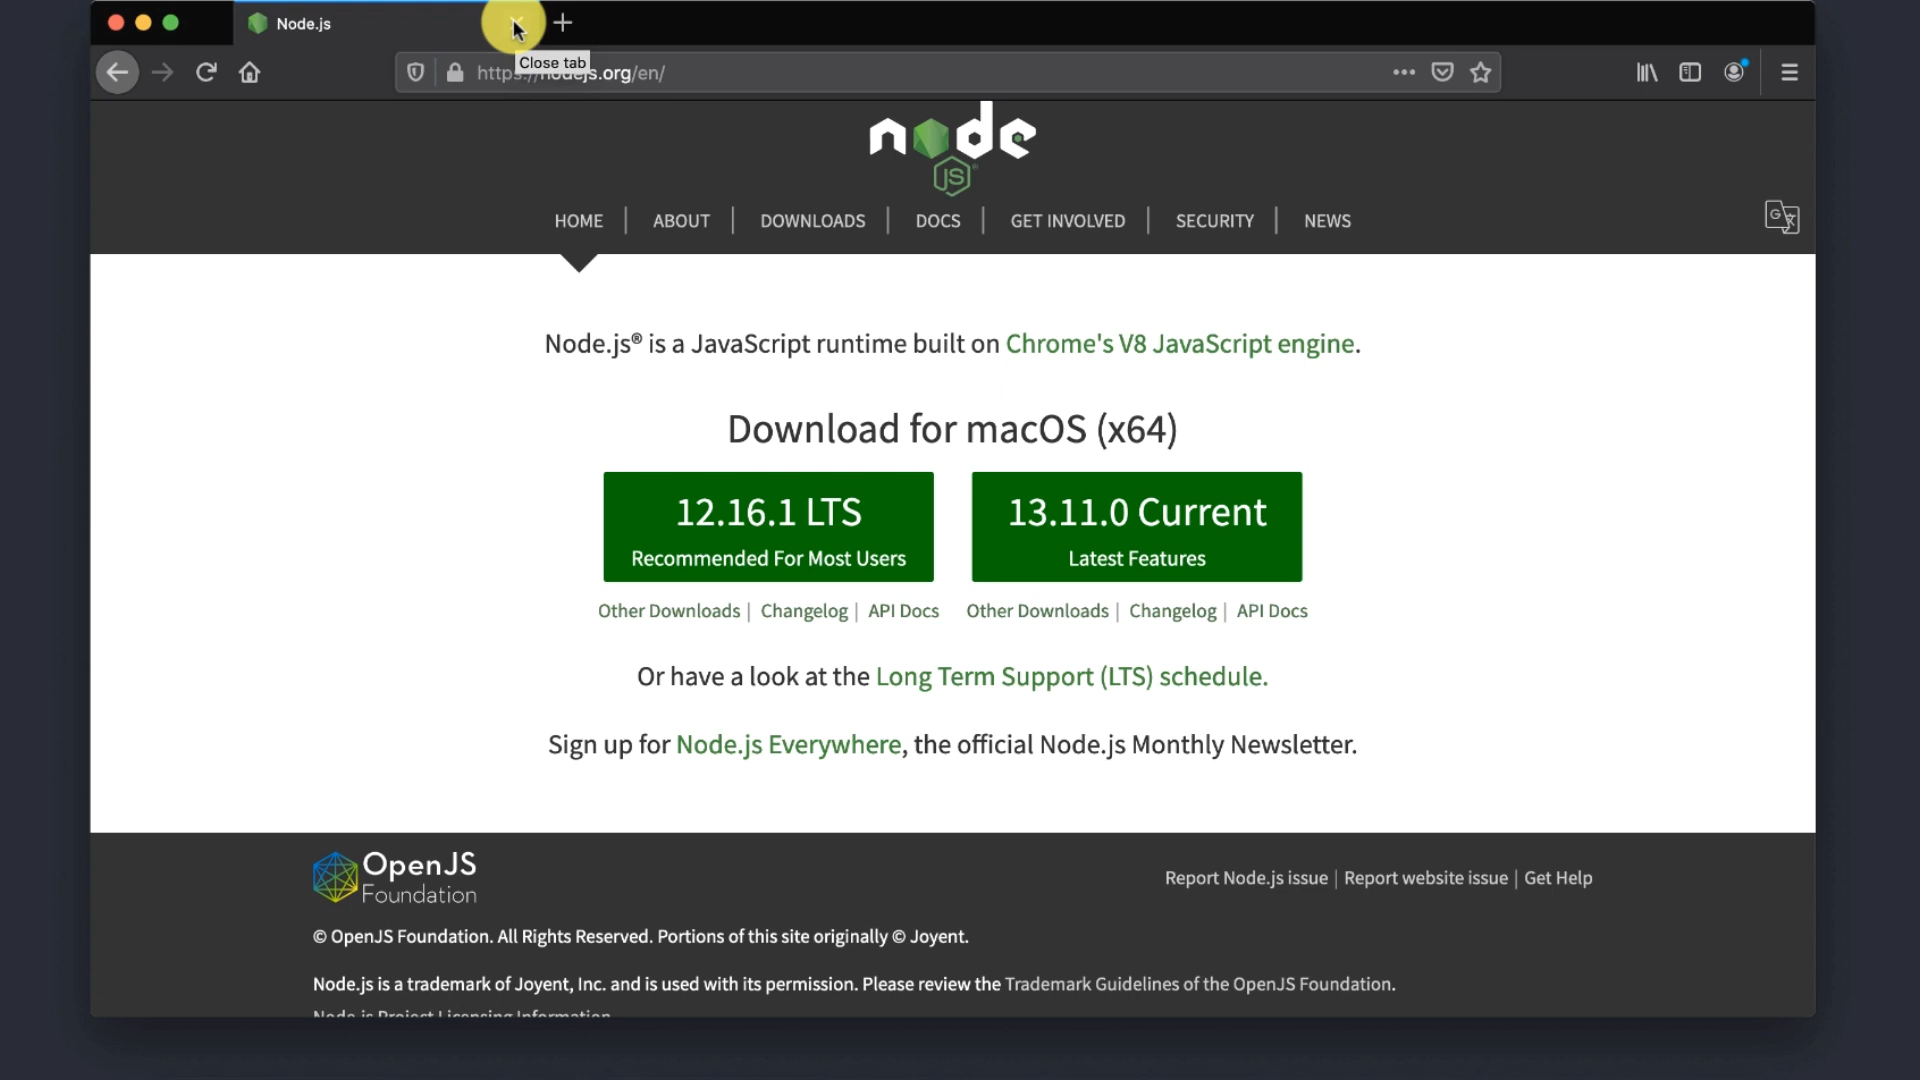 Node.js
Close tab
https://nodejs.org/en/
node
JS
HOME | ABOUT | DOWNLOADS | DOCS | GET INVOLVED | SECURITY | NEWS
Node.js® is a JavaScript runtime built on Chrome's V8 JavaScript engine.
Download for macOS (x64)
12.16.1 LTS
Recommended For Most Users
13.11.0 Current
Latest Features
Other Downloads | Changelog | API Docs
Other Downloads | Changelog | API Docs
Or have a look at the Long Term Support (LTS) schedule.
Sign up for Node.js Everywhere, the official Node.js Monthly Newsletter.
OpenJS
Foundation
Report Node.js issue | Report website issue | Get Help
© OpenJS Foundation. All Rights Reserved. Portions of this site originally © Joyent.
Node.js is a trademark of Joyent, Inc. and is used with its permission. Please review the Trademark Guidelines of the OpenJS Foundation.
Node.js Project Licensing Information